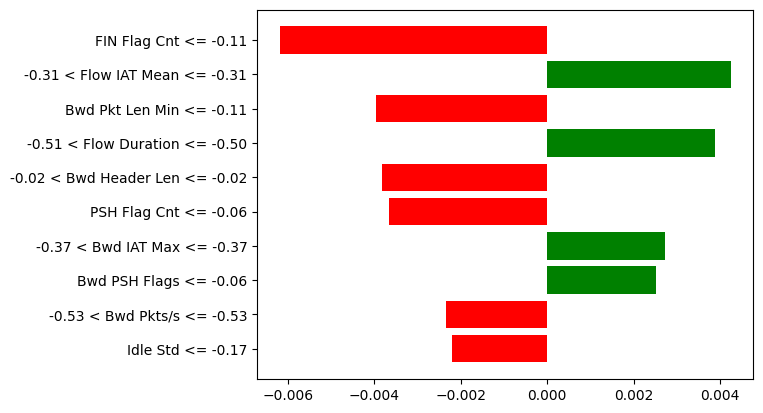 FIN Flag Cnt <= -0.11
-0.31 < Flow IAT Mean <= -0.31
Bwd Pkt Len Min <= -0.11
-0.51 < Flow Duration <= -0.50
-0.02 < Bwd Header Len <= -0.02
PSH Flag Cnt <= -0.06
-0.37 < Bwd IAT Max <= -0.37
Bwd PSH Flags <= -0.06
-0.53 < Bwd Pkts/s <= -0.53
Idle Std <= -0.17
−0.006 −0.004 −0.002 0.000 0.002 0.004